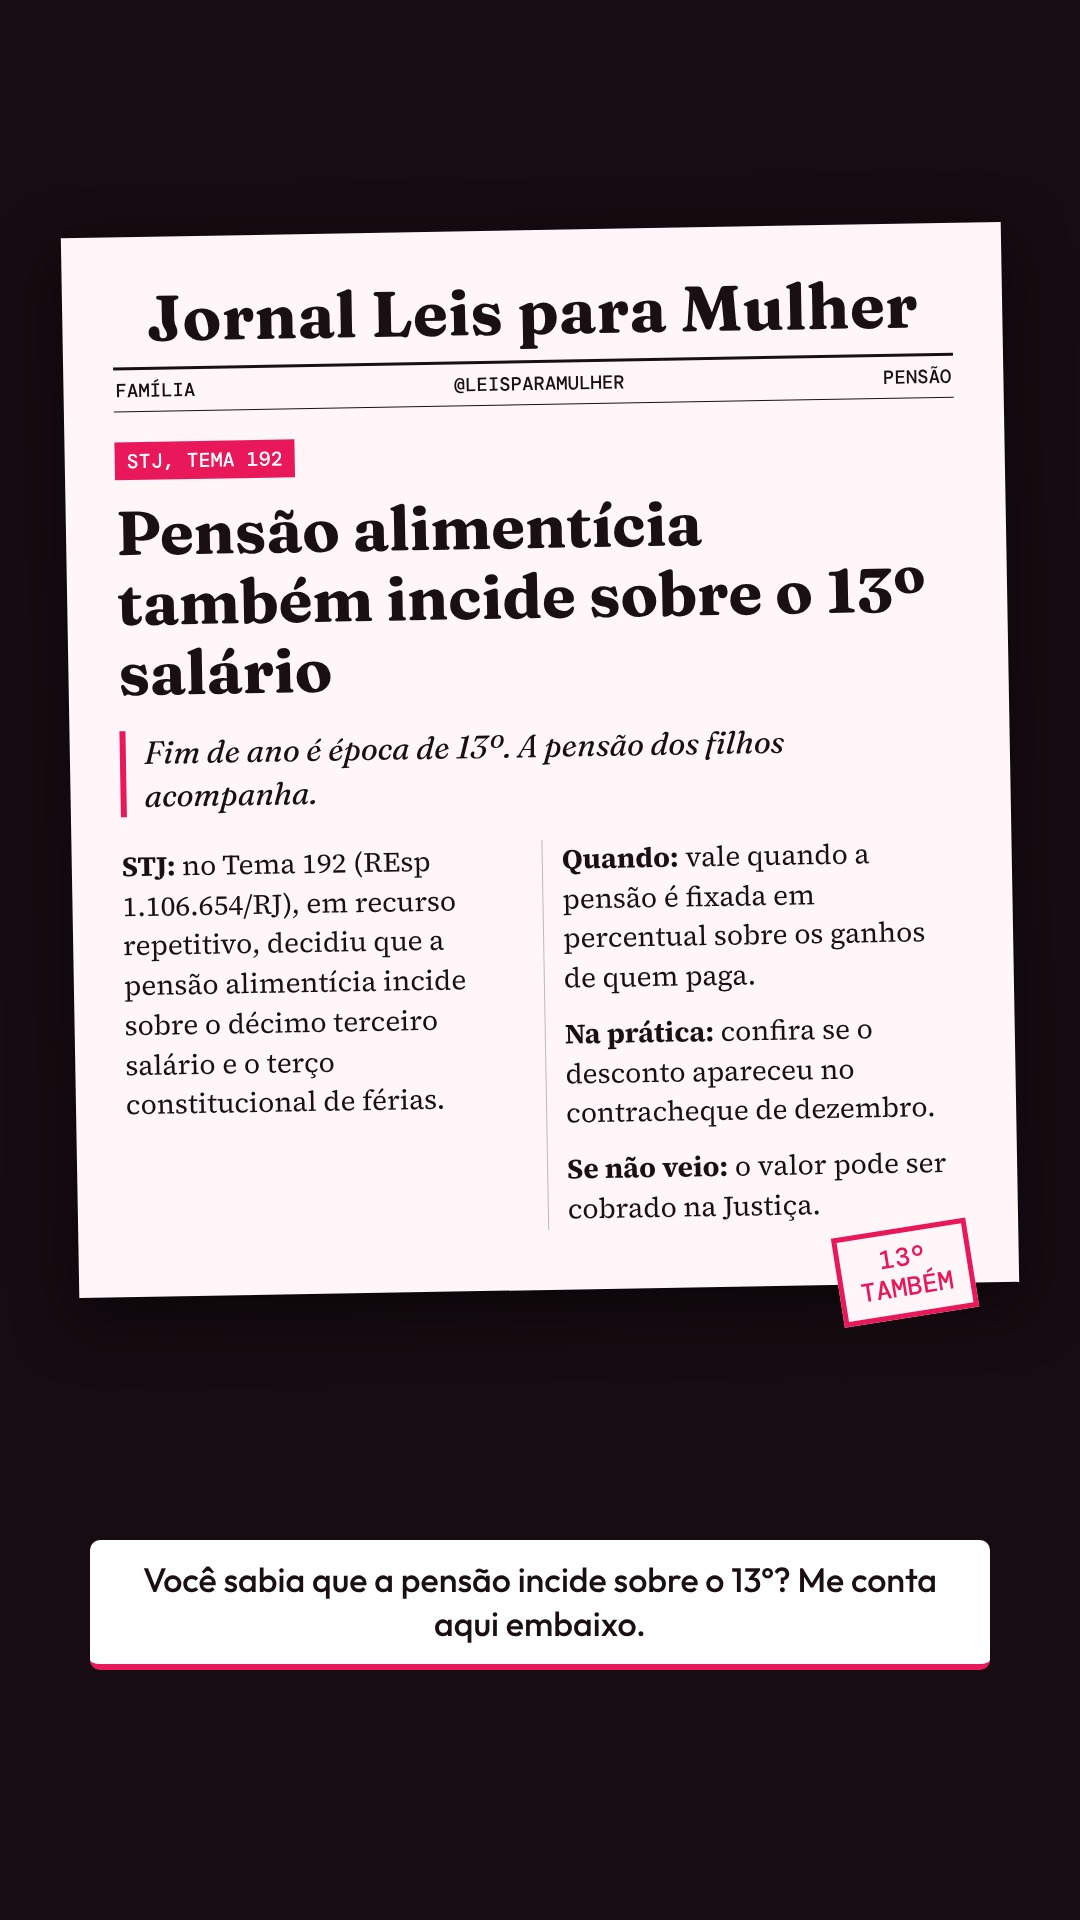 Jornal Leis para Mulher
FAMÍLIA @LEISPARAMULHER PENSÃO
STJ, TEMA 192
Pensão alimentícia
também incide sobre o 13º
salário
Fim de ano é época de 13º. A pensão dos filhos
acompanha.
STJ: no Tema 192 (REsp
1.106.654/RJ), em recurso
repetitivo, decidiu que a
pensão alimentícia incide
sobre o décimo terceiro
salário e o terço
constitucional de férias.
Quando: vale quando a
pensão é fixada em
percentual sobre os ganhos
de quem paga.
Na prática: confira se o
desconto apareceu no
contracheque de dezembro.
Se não veio: o valor pode ser
cobrado na Justiça.
13º
TAMBÉM
Você sabia que a pensão incide sobre o 13º? Me conta
aqui embaixo.